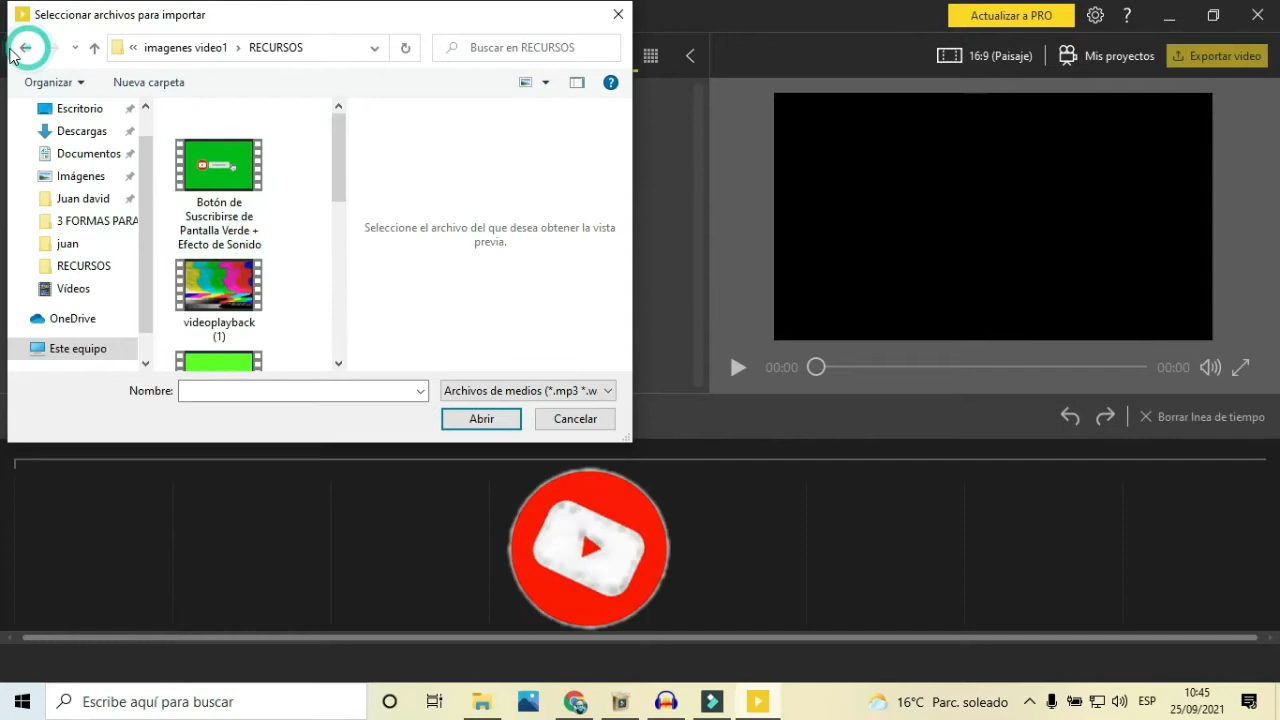 Seleccionar archivos para importar
Actualizar a PRO
?
« imagenes video1 › RECURSOS
Buscar en RECURSOS
16:9 (Paisaje)
Mis proyectos
Exportar video
Organizar
Nueva carpeta
?
Escritorio
Descargas
Documentos
Imágenes
Juan david
3 FORMAS PARA
juan
RECURSOS
Vídeos
OneDrive
Este equipo
Botón de
Suscribirse de
Pantalla Verde +
Efecto de Sonido
videoplayback
(1)
Seleccione el archivo del que desea obtener la vista
previa.
Nombre:
Archivos de medios (*.mp3 *.w
Abrir
Cancelar
00:00
00:00
Borrar linea de tiempo
Escribe aquí para buscar
16°C Parc. soleado
ESP
10:45
25/09/2021